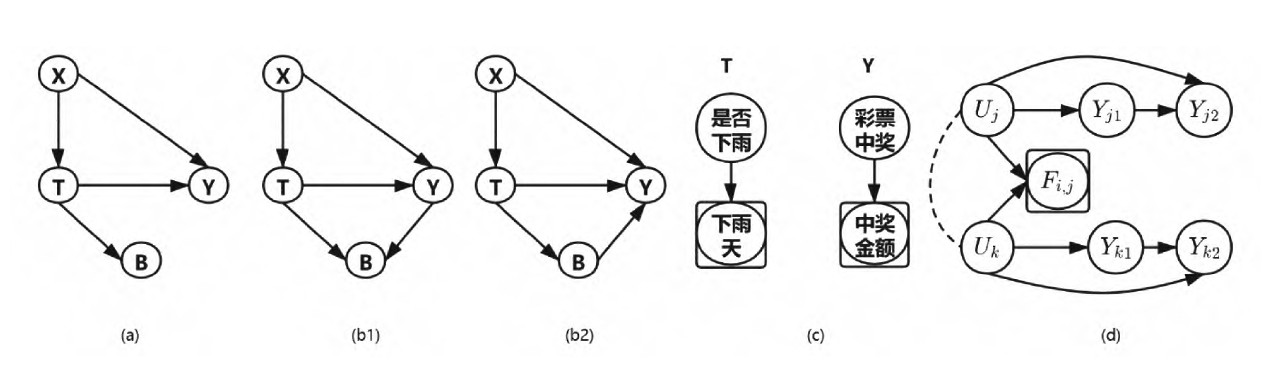 X
T
Y
B
(a)
X
T
Y
B
(b1)
X
T
Y
B
(b2)
T
Y
是否
下雨
彩票
中奖
下雨
天
中奖
金额
(c)
U_j
Y_{j1}
Y_{j2}
F_{i,j}
U_k
Y_{k1}
Y_{k2}
(d)